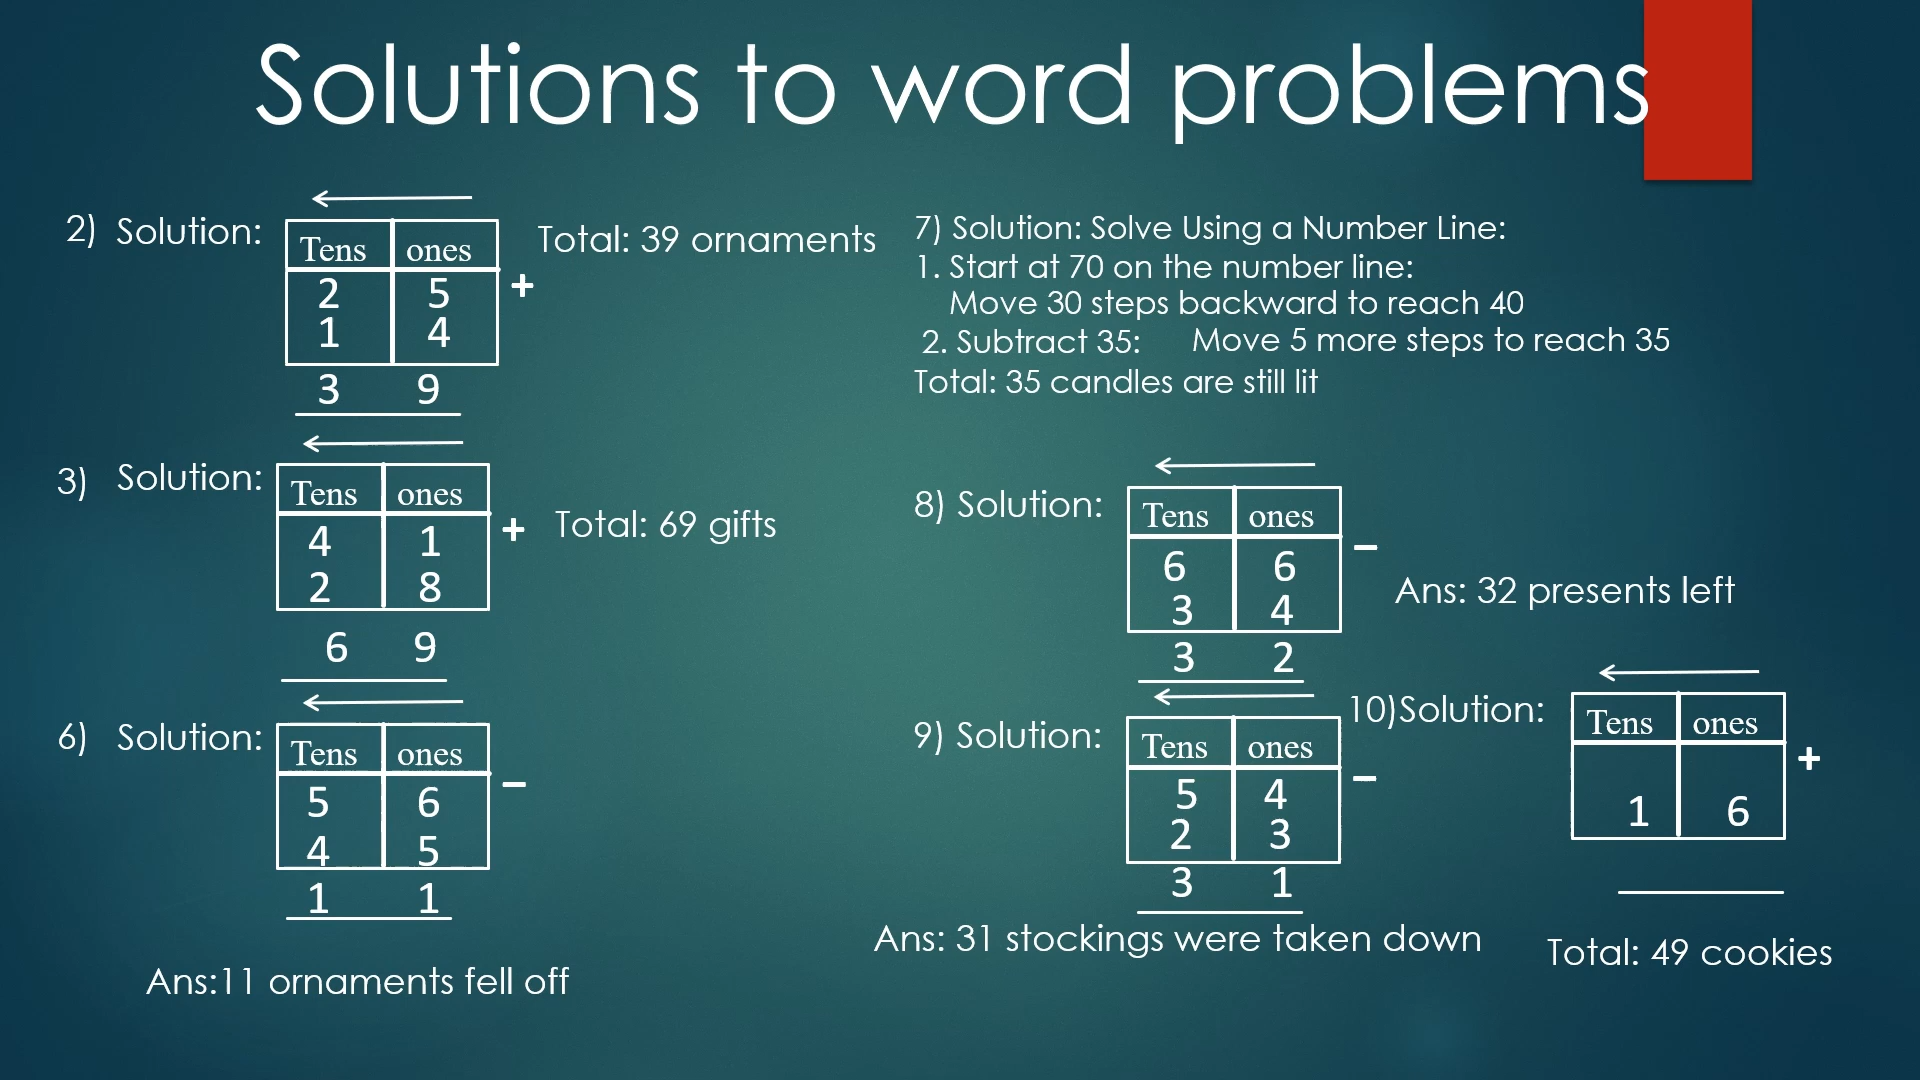 Solutions to word problems
2) Solution:
Tens ones
2 5 +
1 4
3 9
Total: 39 ornaments
3) Solution:
Tens ones
4 1 +
2 8
6 9
Total: 69 gifts
6) Solution:
Tens ones
5 6 –
4 5
1 1
Ans:11 ornaments fell off
7) Solution: Solve Using a Number Line:
1. Start at 70 on the number line:
Move 30 steps backward to reach 40
2. Subtract 35: Move 5 more steps to reach 35
Total: 35 candles are still lit
8) Solution:
Tens ones
6 6 –
3 4
3 2
Ans: 32 presents left
9) Solution:
Tens ones
5 4 –
2 3
3 1
Ans: 31 stockings were taken down
10)Solution:
Tens ones
+
1 6
Total: 49 cookies